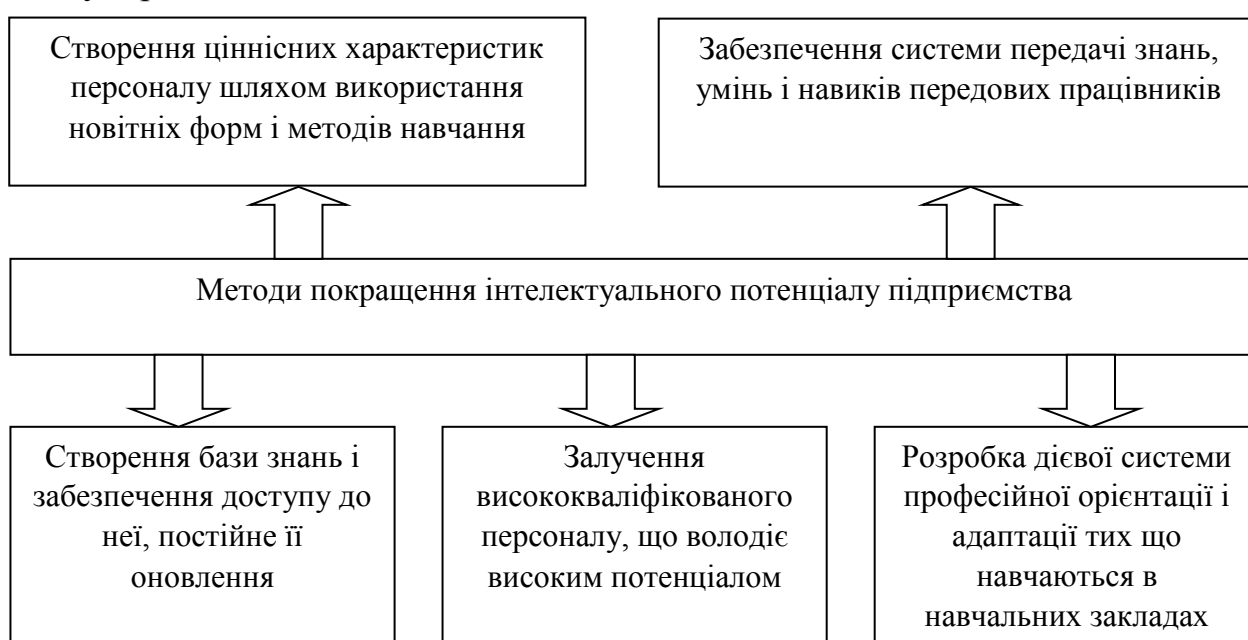 Створення ціннісних характеристик
персоналу шляхом використання
новітніх форм і методів навчання
Забезпечення системи передачі знань,
умінь і навиків передових працівників
Методи покращення інтелектуального потенціалу підприємства
Створення бази знань і
забезпечення доступу до
неї, постійне її
оновлення
Залучення
висококваліфікованого
персоналу, що володіє
високим потенціалом
Розробка дієвої системи
професійної орієнтації і
адаптації тих що
навчаються в
навчальних закладах